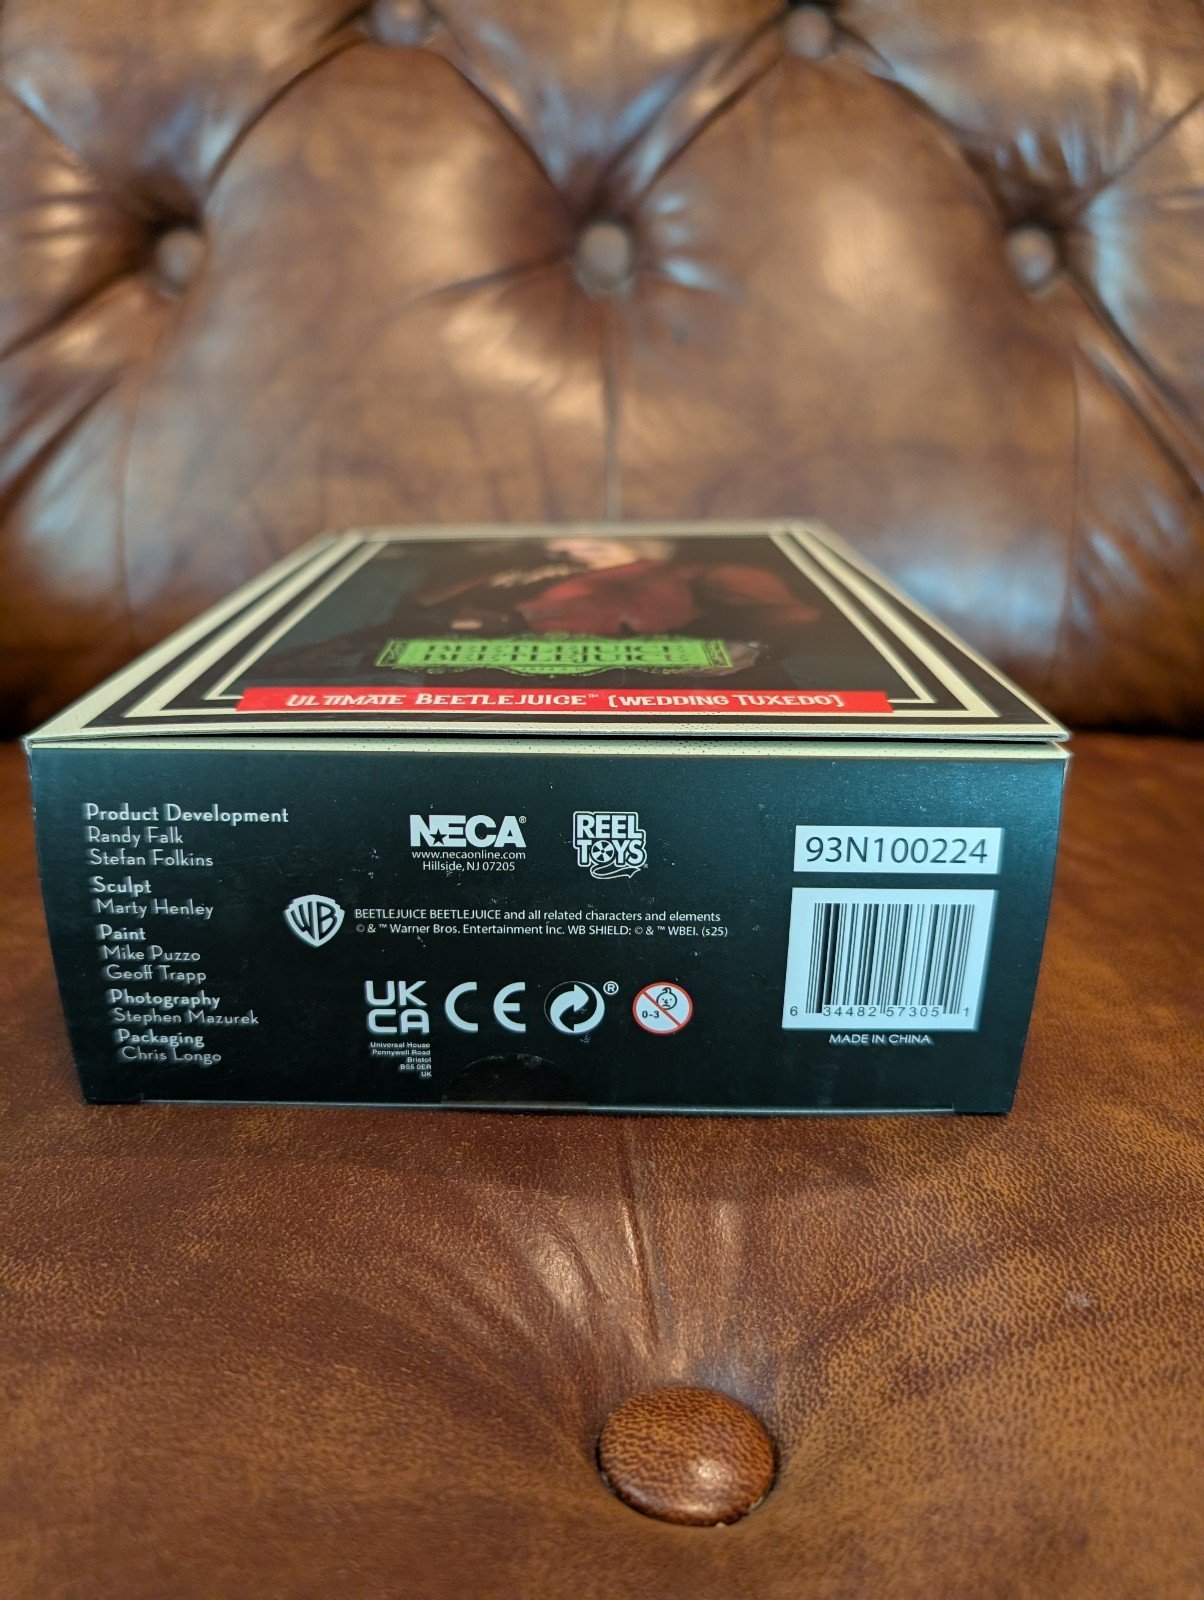 BEETLEJUICE
BEETLEJUICE
ULTIMATE BEETLEJUICE™ (WEDDING TUXEDO)
Product Development
Randy Falk
Stefan Folkins
Sculpt
Marty Henley
Paint
Mike Puzzo
Geoff Trapp
Photography
Stephen Mazurek
Packaging
Chris Longo
NECA®
www.necaonline.com
Hillside, NJ 07205
REEL
TOYS
WB
BEETLEJUICE BEETLEJUICE and all related characters and elements
© & ™ Warner Bros. Entertainment Inc. WB SHIELD: © & ™ WBEI. (s25)
UK
CA
CE
®
0-3
Universal House
Pennywell Road
Bristol
BS5 0ER
UK
93N100224
6 34482 57305 1
MADE IN CHINA